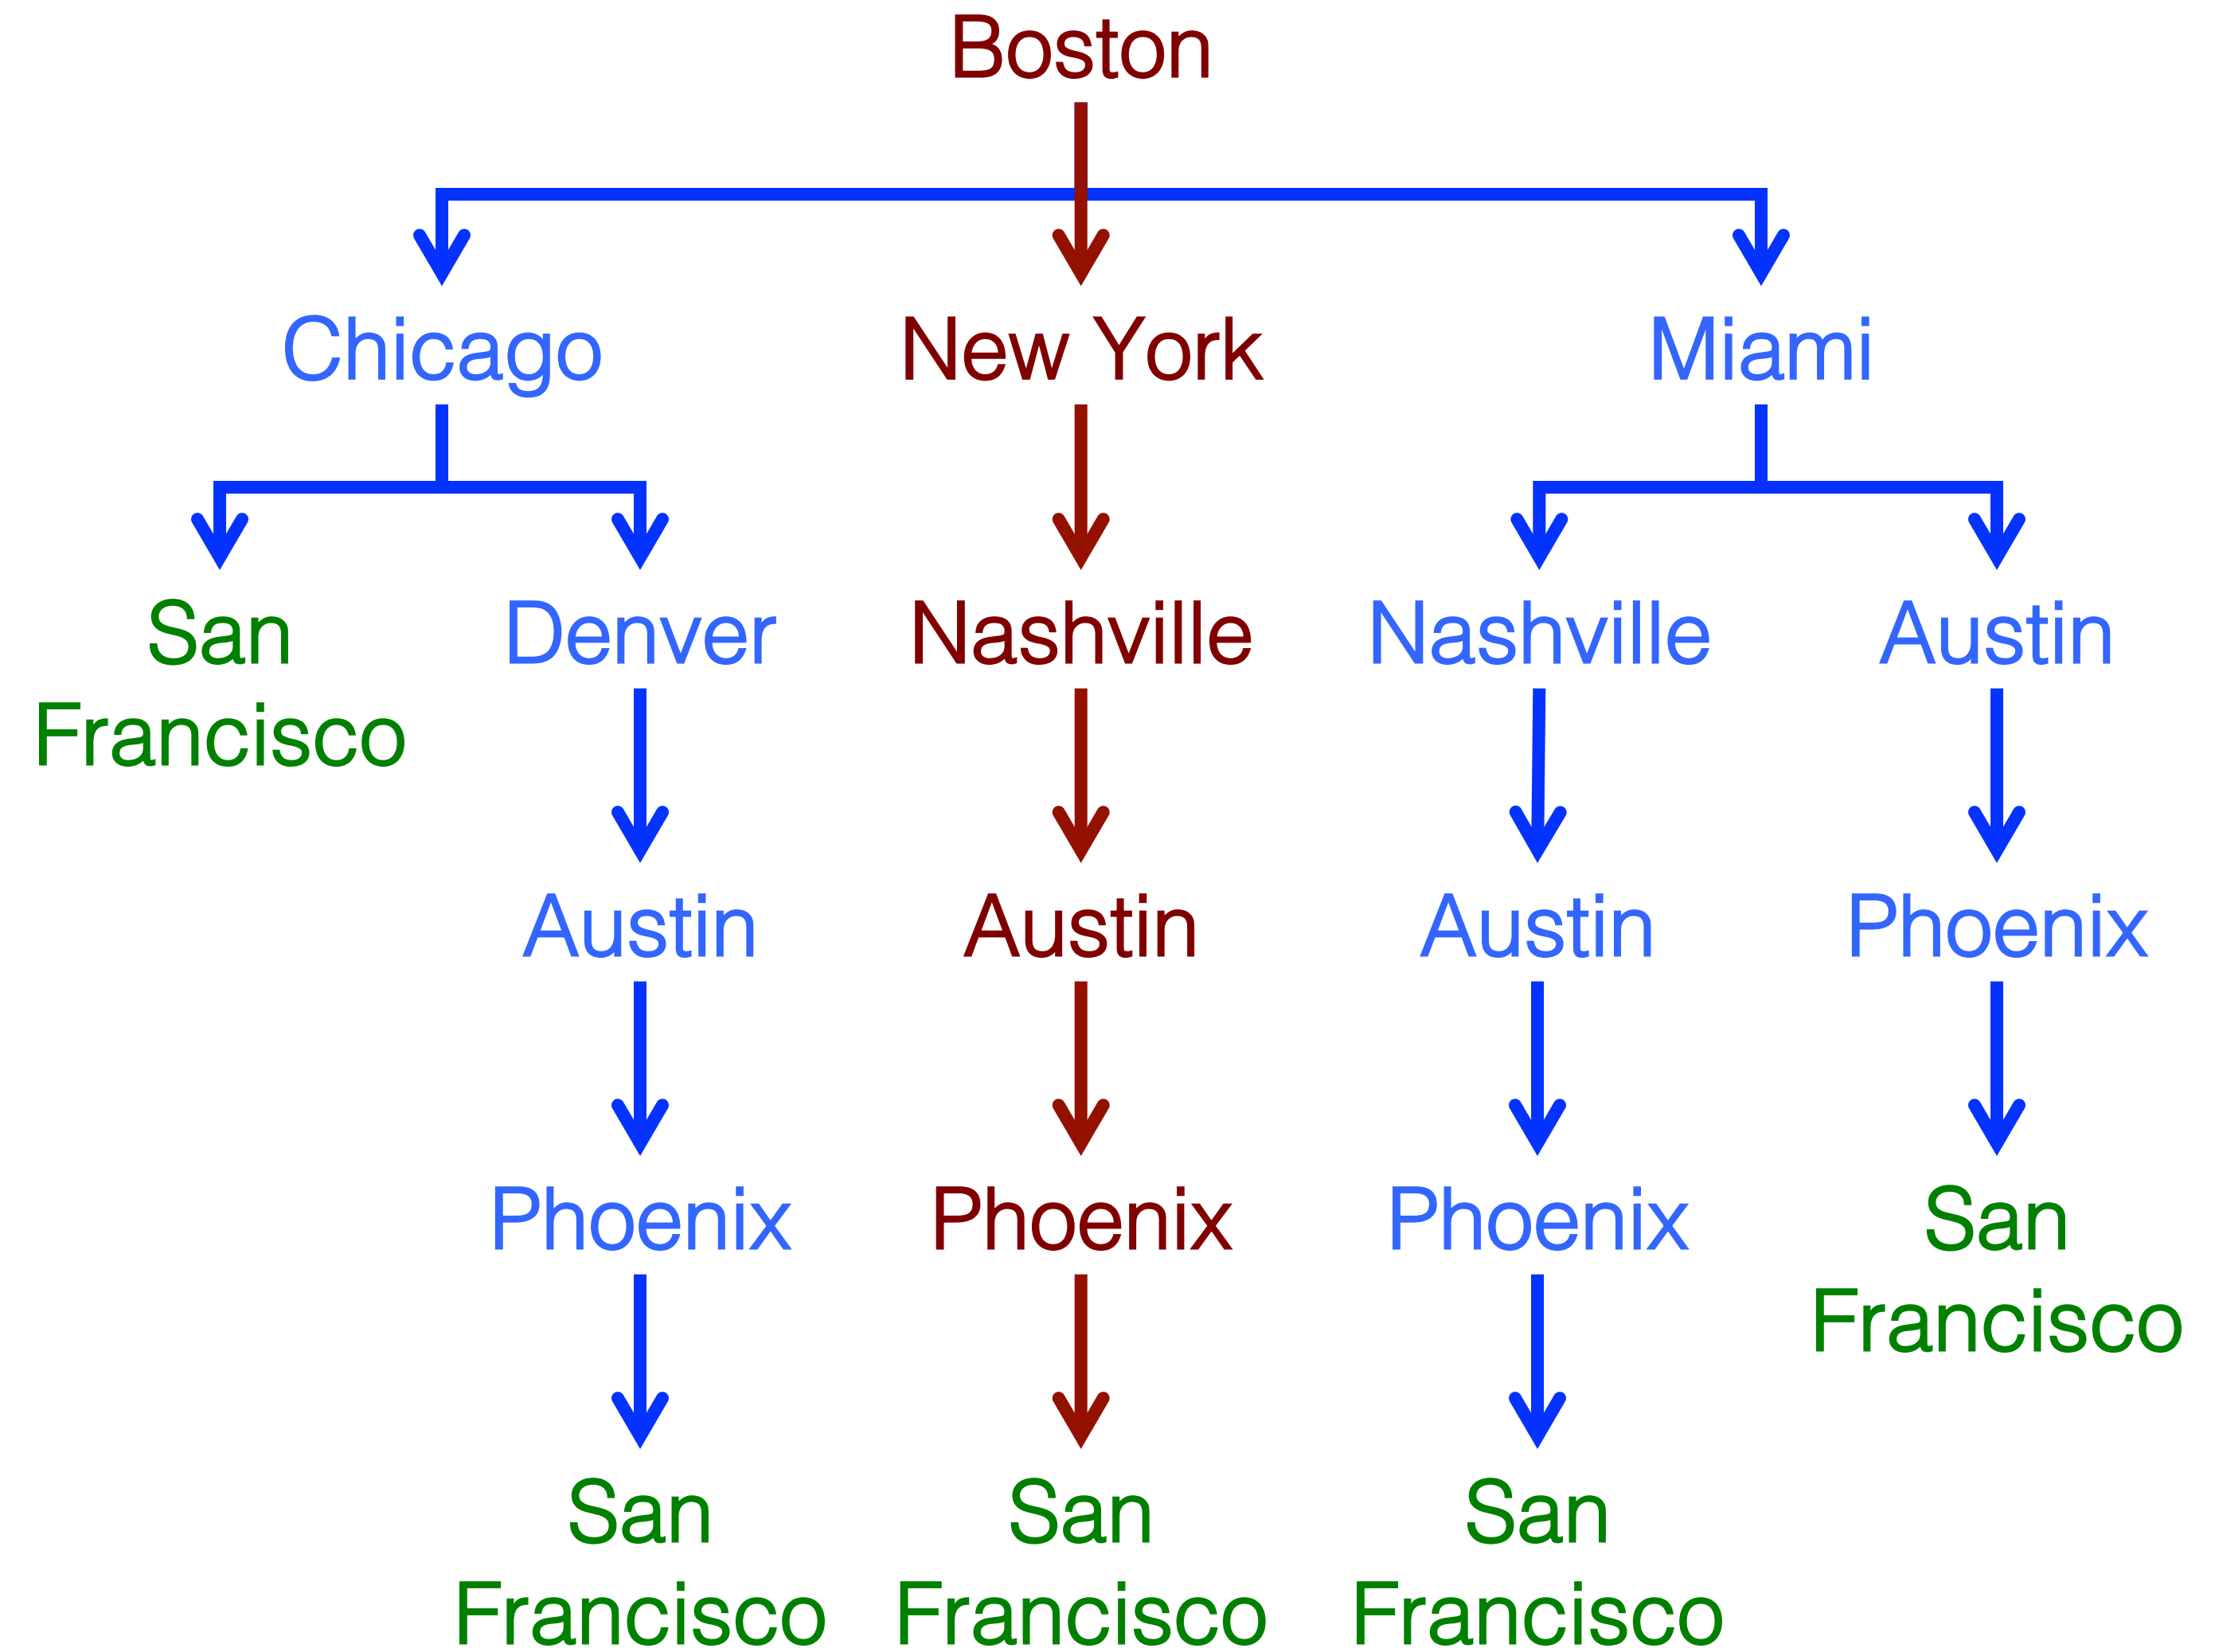 Boston
Chicago
New York
Miami
San
Francisco
Denver
Nashville
Nashville
Austin
Austin
Austin
Austin
Phoenix
Phoenix
Phoenix
Phoenix
San
Francisco
San
Francisco
San
Francisco
San
Francisco